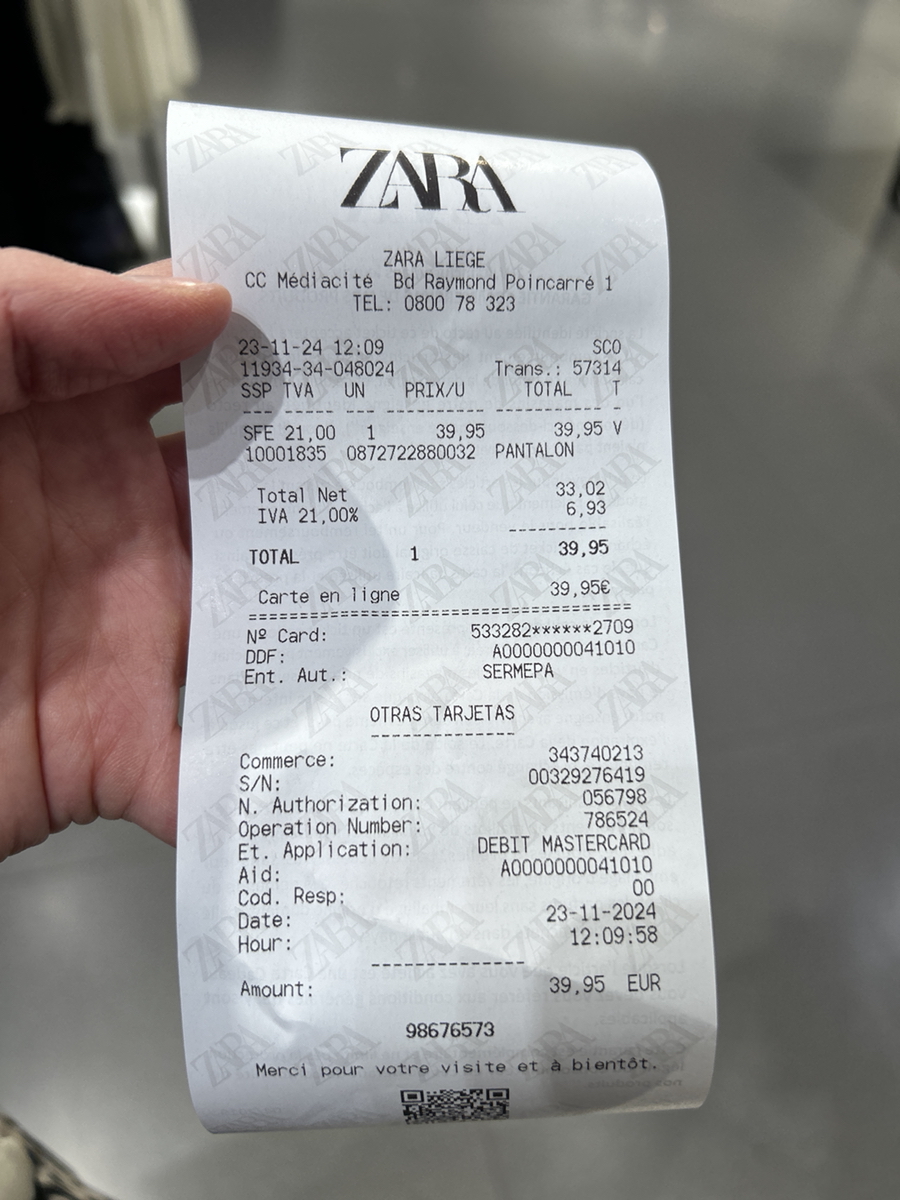 ZARA
ZARA LIEGE
CC Médiacité Bd Raymond Poincarré 1
TEL: 0800 78 323
23-11-24 12:09 SCO
11934-34-048024 Trans.: 57314
SSP TVA UN PRIX/U TOTAL T
--- ----- --- ---------- ----------- -
SFE 21,00 1 39,95 39,95 V
10001835 0872722880032 PANTALON
Total Net 33,02
IVA 21,00% 6,93
----------
TOTAL 1 39,95
Carte en ligne 39,95€
========================================
Nº Card: 533282******2709
DDF: A0000000041010
Ent. Aut.: SERMEPA
OTRAS TARJETAS
---------------
Commerce: 343740213
S/N: 00329276419
N. Authorization: 056798
Operation Number: 786524
Et. Application: DEBIT MASTERCARD
Aid: A0000000041010
Cod. Resp: 00
Date: 23-11-2024
Hour: 12:09:58
---------------
Amount: 39,95 EUR
98676573
Merci pour votre visite et à bientôt.